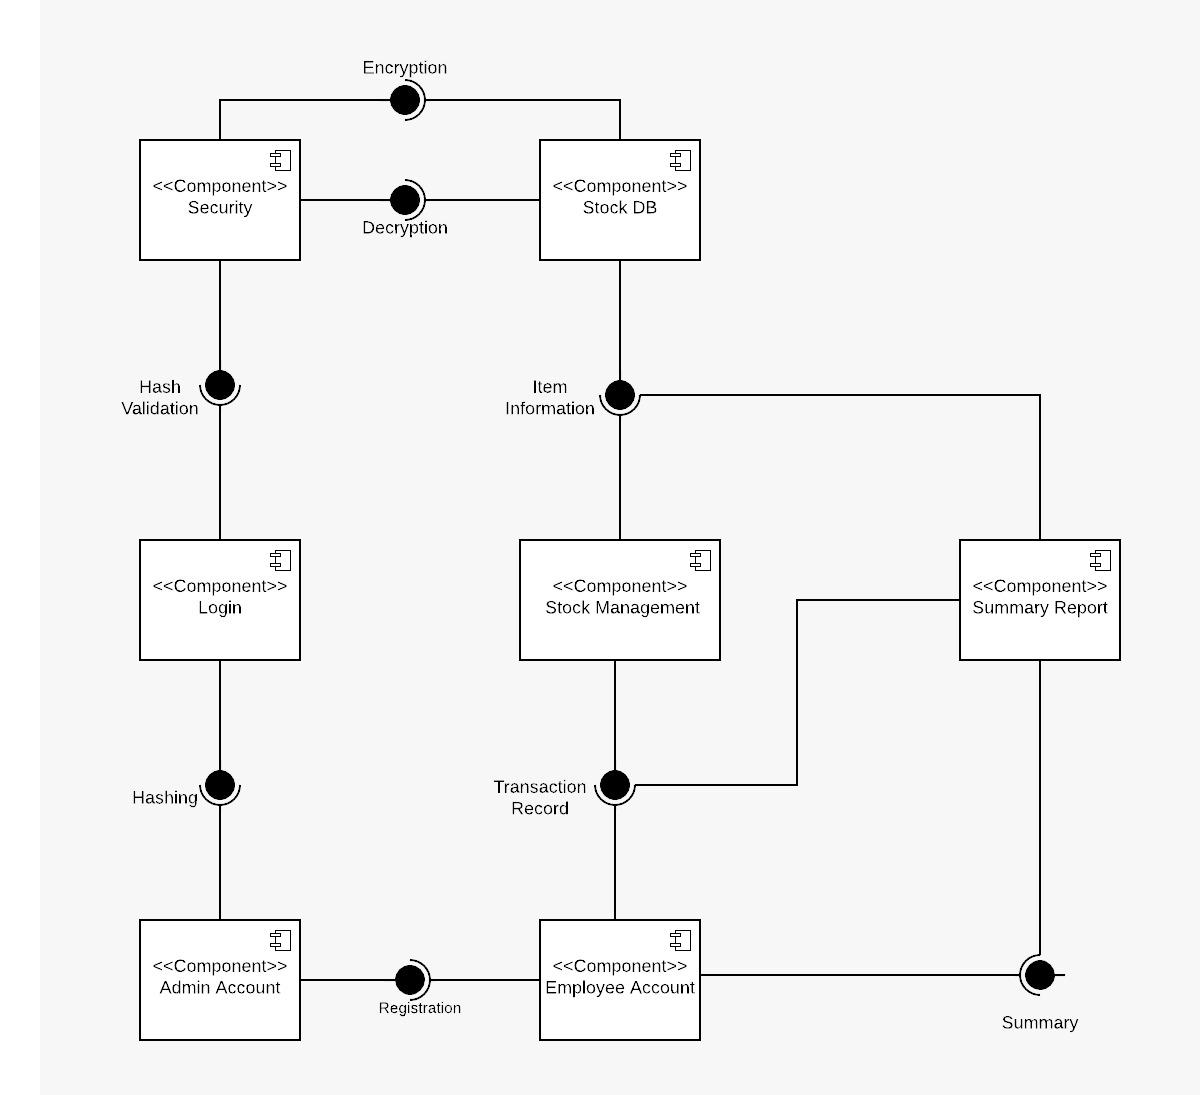 Encryption
<<Component>>
Security
<<Component>>
Stock DB
Decryption
Hash
Validation
Item
Information
<<Component>>
Login
<<Component>>
Stock Management
<<Component>>
Summary Report
Hashing
Transaction
Record
<<Component>>
Admin Account
<<Component>>
Employee Account
Registration
Summary